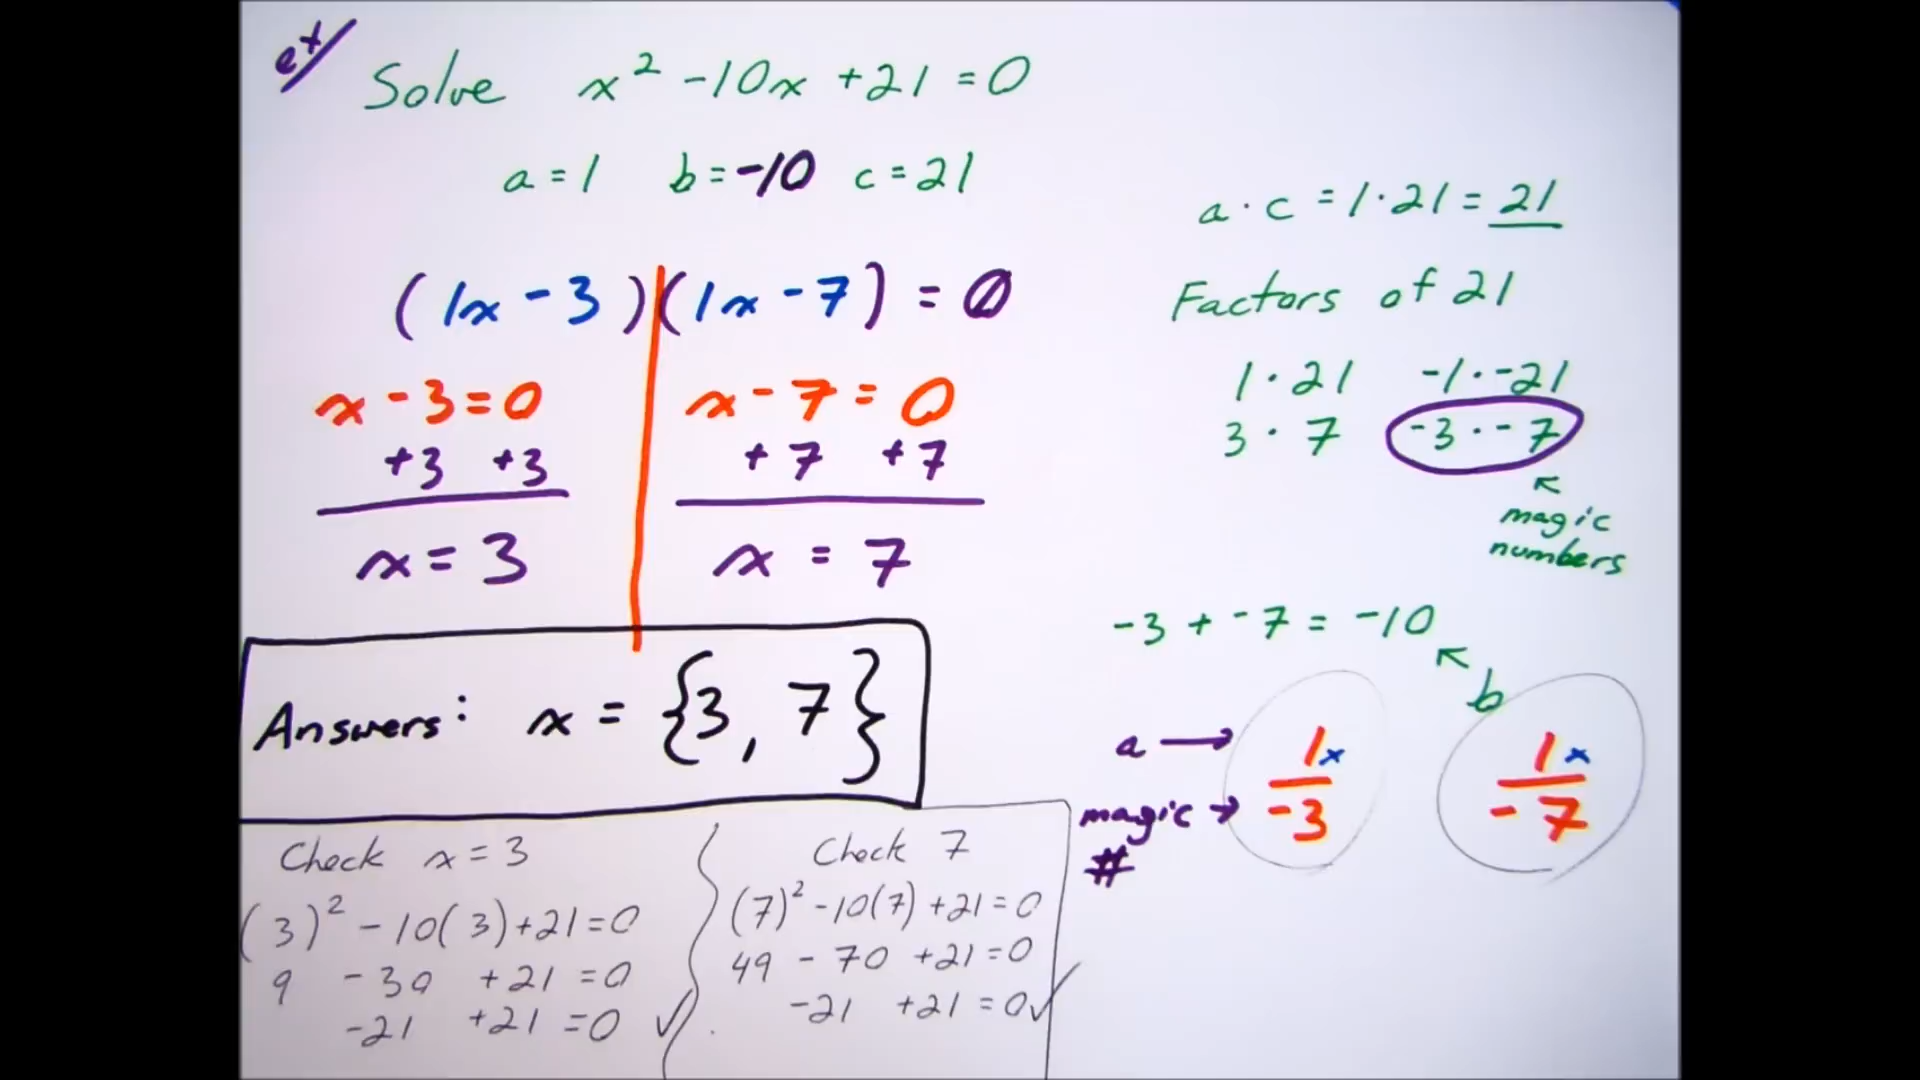 ex/
Solve x² -10x +21 =0
a=1 b=-10 c=21
(1x -3)(1x -7) = 0
x -3=0 x -7= 0
+3 +3 +7 +7
x=3 x = 7
Answers: x = {3, 7}
Check x=3
(3)² -10(3)+21=0
9 -30 +21 =0
-21 +21 =0 ✓
Check 7
(7)² -10(7) +21=0
49 - 70 +21=0
-21 +21 =0✓
a · c =1·21= 21
Factors of 21
1 · 21 -1 · -21
3 · 7 -3 · -7
↖
magic
numbers
-3 + -7 = -10
↖
b
a → 1x 1x
magic → -3 -7
#